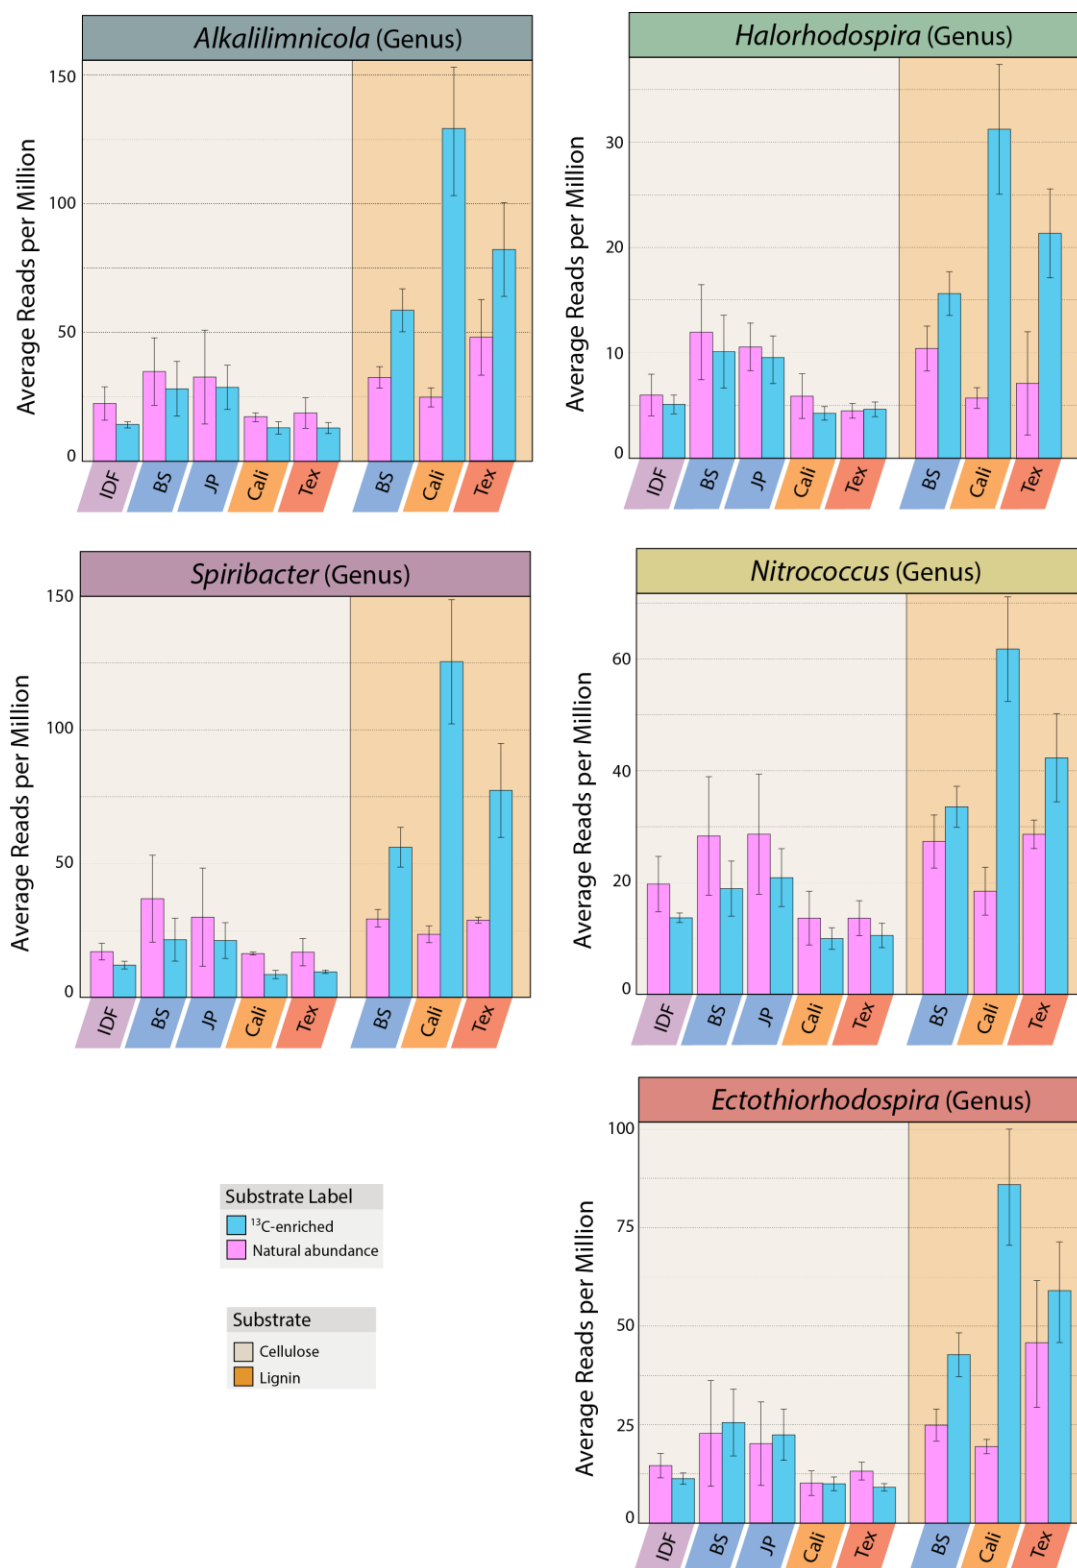 Alkalilimnicola (Genus)
Average Reads per Million
150
100
50
0
IDF
BS
JP
Cali
Tex
BS
Cali
Tex
Halorhodospira (Genus)
Average Reads per Million
30
20
10
0
IDF
BS
JP
Cali
Tex
BS
Cali
Tex
Spiribacter (Genus)
Average Reads per Million
150
100
50
0
IDF
BS
JP
Cali
Tex
BS
Cali
Tex
Nitrococcus (Genus)
Average Reads per Million
60
40
20
0
IDF
BS
JP
Cali
Tex
BS
Cali
Tex
Ectothiorhodospira (Genus)
Average Reads per Million
100
75
50
25
0
IDF
BS
JP
Cali
Tex
BS
Cali
Tex
Substrate Label
¹³C-enriched
Natural abundance
Substrate
Cellulose
Lignin